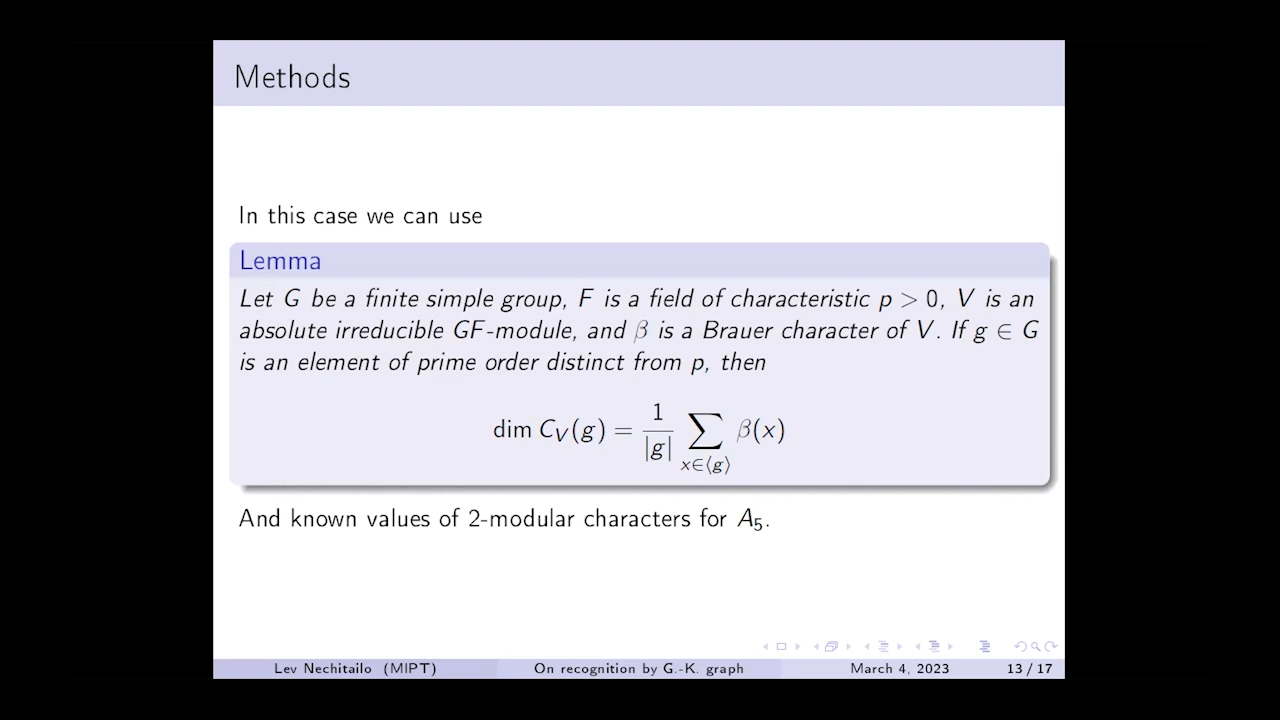 Methods
In this case we can use
Lemma
Let G be a finite simple group, F is a field of characteristic p > 0, V is an
absolute irreducible GF-module, and β is a Brauer character of V. If g ∈ G
is an element of prime order distinct from p, then
dim C_V(g) = \frac{1}{|g|} \sum_{x∈⟨g⟩} β(x)
And known values of 2-modular characters for A₅.
Lev Nechitailo (MIPT) On recognition by G.-K. graph March 4, 2023 13 / 17